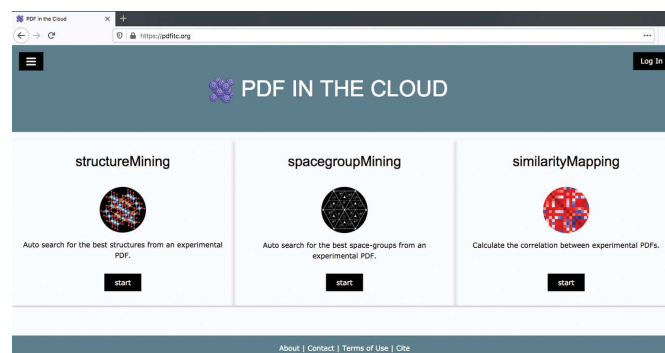 PDF in the Cloud
https://pdfitc.org
Log In
PDF IN THE CLOUD
structureMining
Auto search for the best structures from an experimental
PDF.
start
spacegroupMining
Auto search for the best space-groups from an
experimental PDF.
start
similarityMapping
Calculate the correlation between experimental PDFs.
start
About | Contact | Terms of Use | Cite